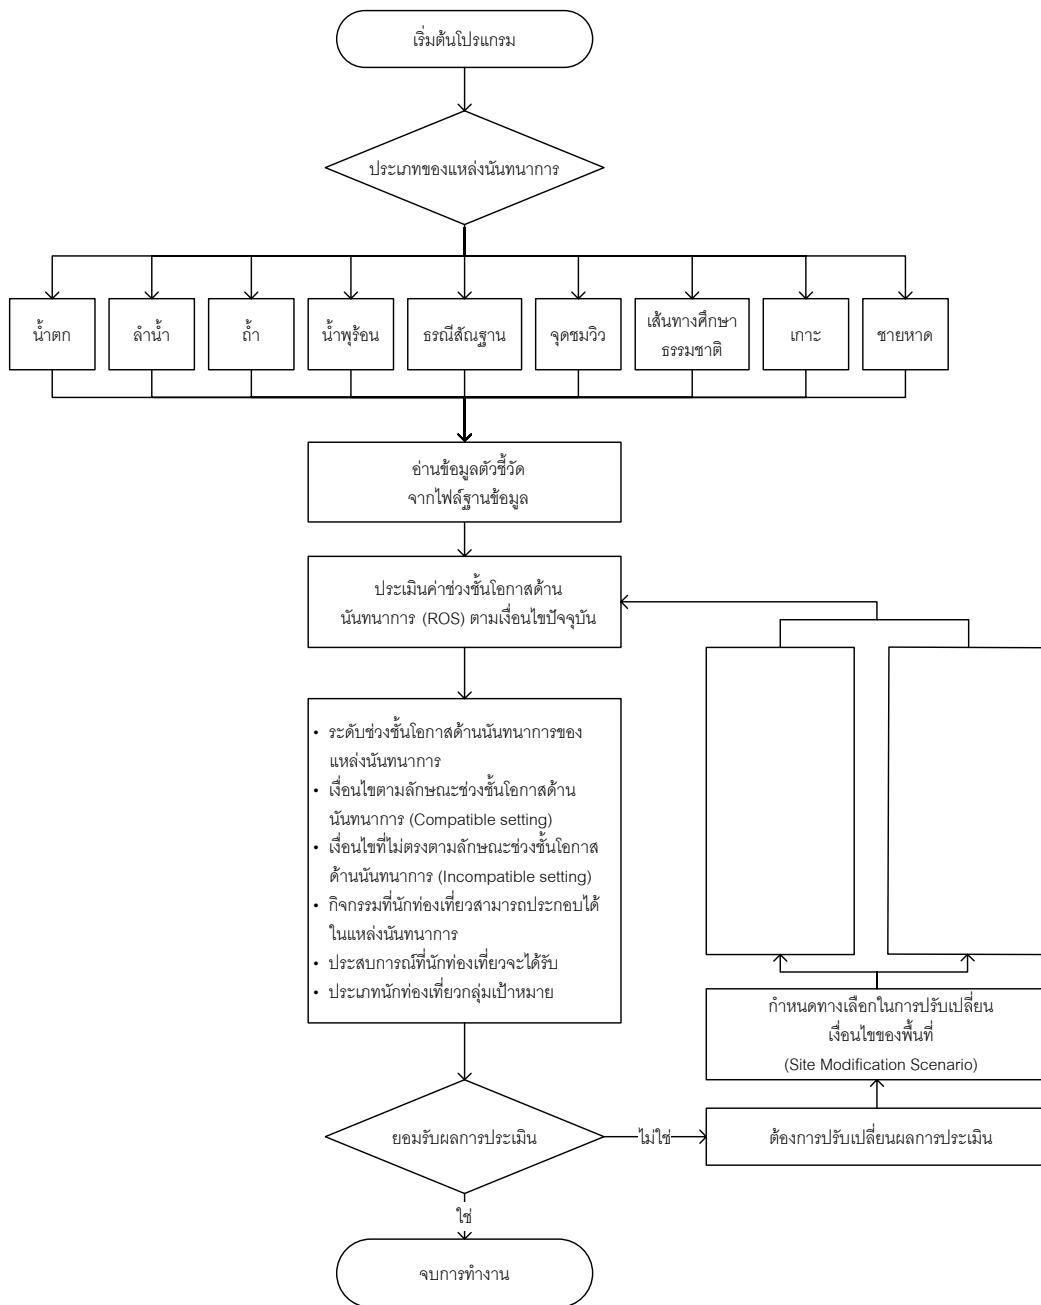 เริ่มต้นโปรแกรม
ประเภทของแหล่งนันทนาการ
น้ำตก
ลำน้ำ
ถ้ำ
น้ำพุร้อน
ธรณีสัณฐาน
จุดชมวิว
เส้นทางศึกษา
ธรรมชาติ
เกาะ
ชายหาด
อ่านข้อมูลตัวชี้วัด
จากไฟล์ฐานข้อมูล
ประเมินค่าช่วงชั้นโอกาสด้าน
นันทนาการ (ROS) ตามเงื่อนไขปัจจุบัน
• ระดับช่วงชั้นโอกาสด้านนันทนาการของ
แหล่งนันทนาการ
• เงื่อนไขตามลักษณะช่วงชั้นโอกาสด้าน
นันทนาการ (Compatible setting)
• เงื่อนไขที่ไม่ตรงตามลักษณะช่วงชั้นโอกาส
ด้านนันทนาการ (Incompatible setting)
• กิจกรรมที่นักท่องเที่ยวสามารถประกอบได้
ในแหล่งนันทนาการ
• ประสบการณ์ที่นักท่องเที่ยวจะได้รับ
• ประเภทนักท่องเที่ยวกลุ่มเป้าหมาย
กำหนดทางเลือกในการปรับเปลี่ยน
เงื่อนไขของพื้นที่
(Site Modification Scenario)
ยอมรับผลการประเมิน
ไม่ใช่
ต้องการปรับเปลี่ยนผลการประเมิน
ใช่
จบการทำงาน